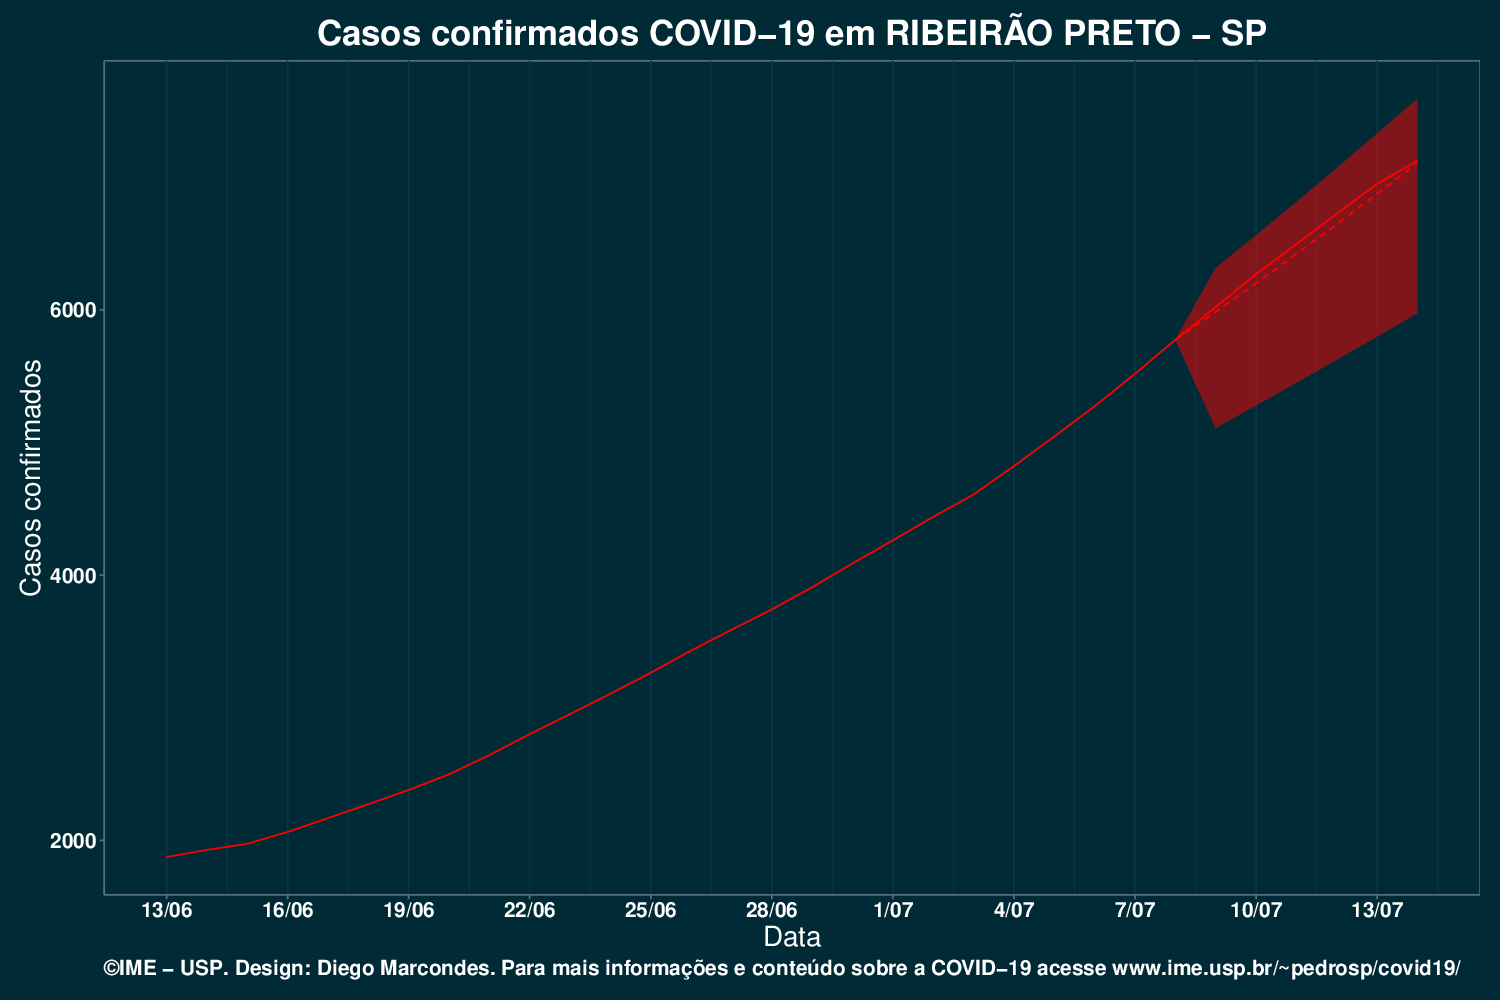 Casos confirmados COVID−19 em RIBEIRÃO PRETO − SP
Casos confirmados
6000
4000
2000
13/06 16/06 19/06 22/06 25/06 28/06 1/07 4/07 7/07 10/07 13/07
Data
©IME − USP. Design: Diego Marcondes. Para mais informações e conteúdo sobre a COVID−19 acesse www.ime.usp.br/~pedrosp/covid19/